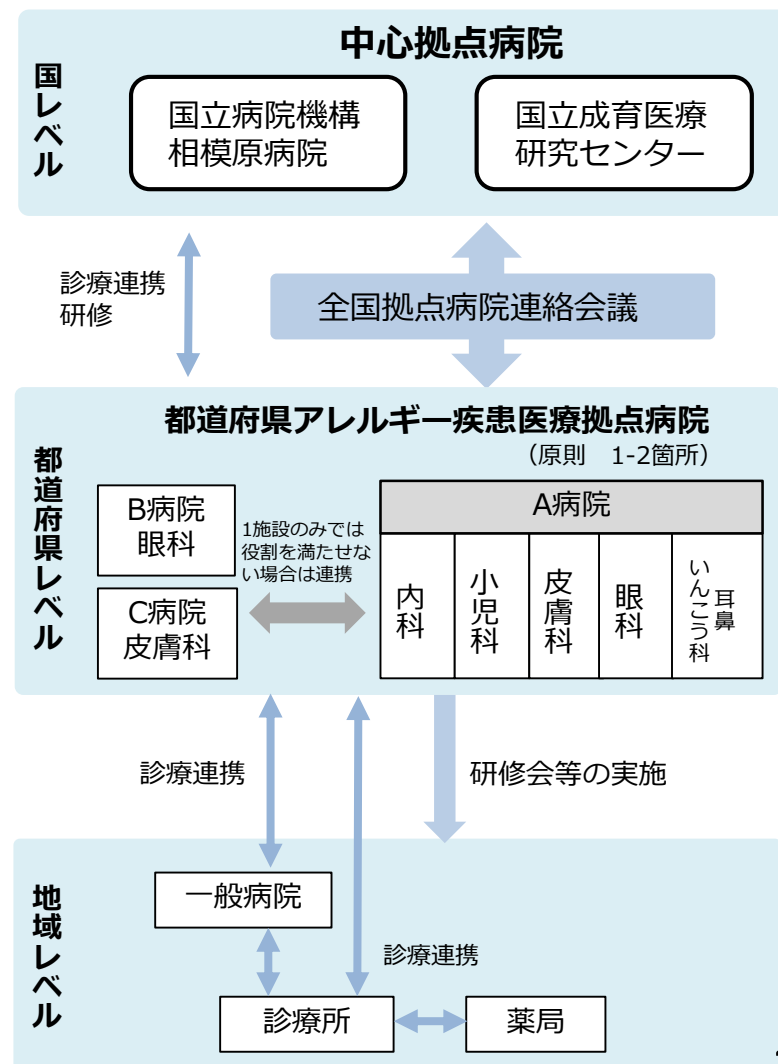 中心拠点病院
国レベル
国立病院機構
相模原病院
国立成育医療
研究センター
診療連携
研修
全国拠点病院連絡会議
都道府県アレルギー疾患医療拠点病院
（原則　1-2箇所）
都道府県レベル
B病院
眼科
C病院
皮膚科
1施設のみでは
役割を満たせな
い場合は連携
A病院
内科
小児科
皮膚科
眼科
耳鼻
いんこう科
診療連携
研修会等の実施
地域レベル
一般病院
診療連携
診療所
薬局